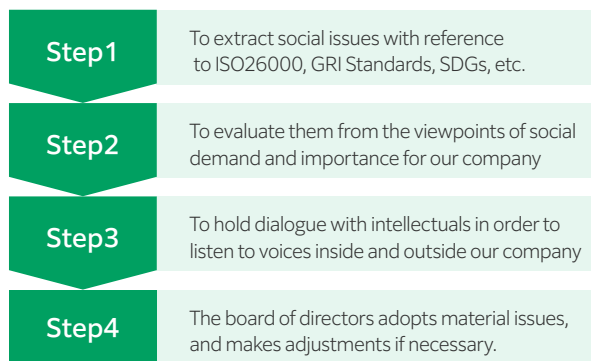 Step1
To extract social issues with reference
to ISO26000, GRI Standards, SDGs, etc.
Step2
To evaluate them from the viewpoints of social
demand and importance for our company
Step3
To hold dialogue with intellectuals in order to
listen to voices inside and outside our company
Step4
The board of directors adopts material issues,
and makes adjustments if necessary.